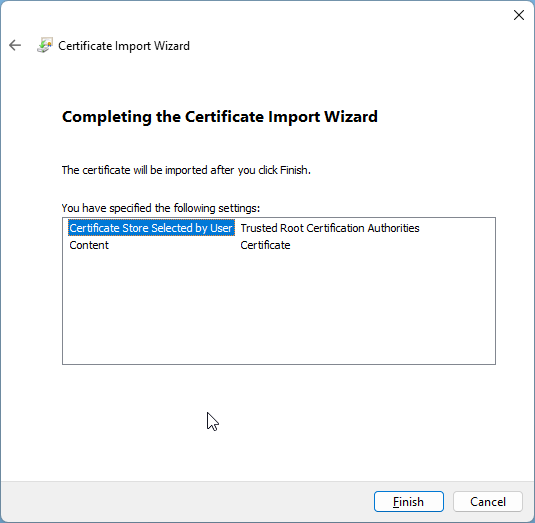 Certificate Import Wizard
Completing the Certificate Import Wizard
The certificate will be imported after you click Finish.
You have specified the following settings:
Certificate Store Selected by User Trusted Root Certification Authorities
Content Certificate
Finish Cancel